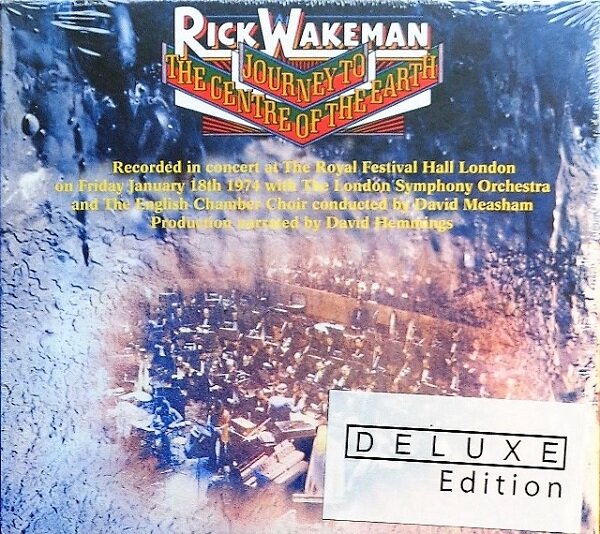 RICK WAKEMAN
JOURNEY TO
THE CENTRE OF THE EARTH
Recorded in concert at The Royal Festival Hall London
on Friday January 18th 1974 with The London Symphony Orchestra
and The English Chamber Choir conducted by David Measham
Production narrated by David Hemmings
DELUXE
Edition